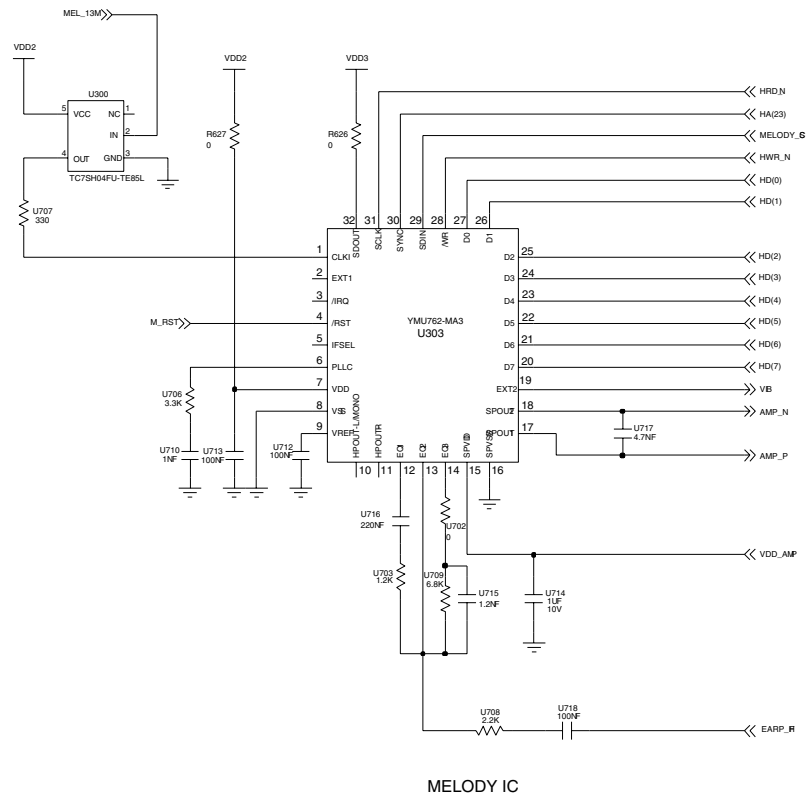 MEL_13M
VDD2
VDD2
VDD3
U300
5 VCC NC 1
IN 2
4 OUT GND 3
TC7SH04FU-TE85L
U707
330
R627
0
R626
0
HRD_N
HA(23)
MELODY_CS
HWR_N
HD(0)
HD(1)
32 31 30 29 28 27 26
SDOUT SCLK SYNC SDIN /WR D0 D1
1 CLKI
2 EXT1
3 /IRQ
4 /RST
5 IFSEL
6 PLLC
7 VDD
8 VSS
9 VREF
M_RST
YMU762-MA3
U303
D2 25 HD(2)
D3 24 HD(3)
D4 23 HD(4)
D5 22 HD(5)
D6 21 HD(6)
D7 20 HD(7)
EXT2 19 VIB
SPOUT2 18 AMP_N
SPOUT1 17 AMP_P
HPOUT-L/MONO HPOUTR EQ1 EQ2 EQ3 SPVDD SPVSS
10 11 12 13 14 15 16
U706
3.3K
U710
1NF
U713
100NF
U712
100NF
U717
4.7NF
U716
220NF
U702
0
U703
1.2K
U709
6.8K
U715
1.2NF
U714
1UF
10V
VDD_AMP
U708
2.2K
U718
100NF
MELODY IC